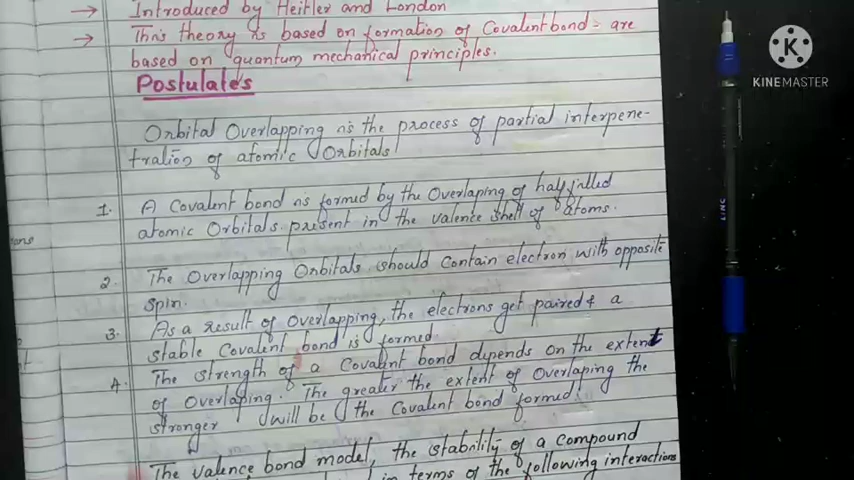 → Introduced by Heitler and London
→ This theory is based on formation of Covalent bond - are
based on quantum mechanical principles.
Postulates
Orbital Overlapping is the process of partial interpene-
tration of atomic Orbitals
1. A Covalent bond is formed by the Overlaping of half filled
atomic Orbitals present in the valence shell of atoms.
2. The Overlapping Orbitals should contain electron with opposite
spin.
3. As a result of overlapping, the electrons get paired & a
stable Covalent bond is formed.
4. The strength of a Covalent bond depends on the extent
of Overlaping. The greater the extent of Overlaping the
stronger will be the Covalent bond formed.
The valence bond model, the stability of a compound
in terms of the following interactions
ons
K
KINEMASTER
LINC